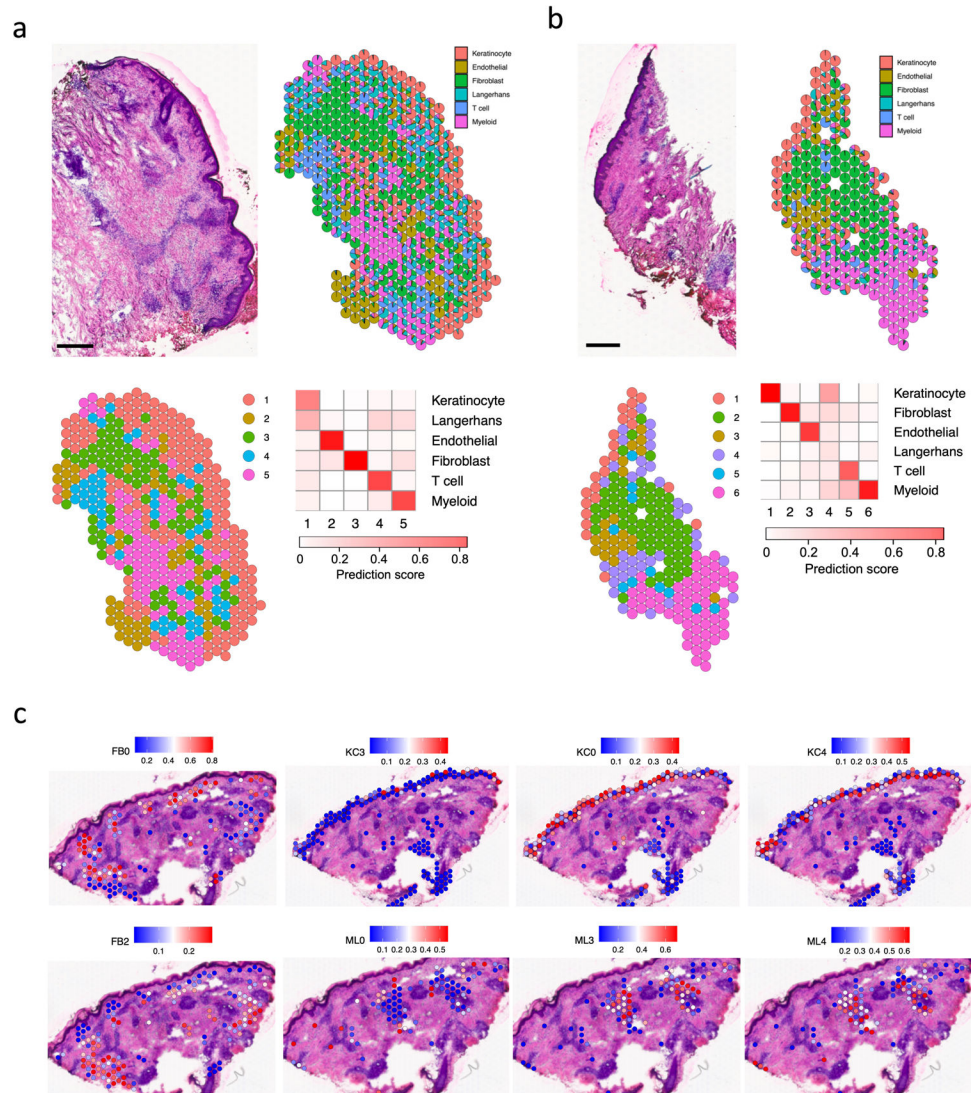 a
Keratinocyte
Endothelial
Fibroblast
Langerhans
T cell
Myeloid
1
2
3
4
5
Keratinocyte
Langerhans
Endothelial
Fibroblast
T cell
Myeloid
1 2 3 4 5
0 0.2 0.4 0.6 0.8
Prediction score
b
Keratinocyte
Endothelial
Fibroblast
Langerhans
T cell
Myeloid
1
2
3
4
5
6
Keratinocyte
Fibroblast
Endothelial
Langerhans
T cell
Myeloid
1 2 3 4 5 6
0 0.2 0.4 0.6 0.8
Prediction score
c
FB0
0.2 0.4 0.6 0.8
KC3
0.1 0.2 0.3 0.4
KC0
0.2 0.4
KC4
0.1 0.2 0.3 0.4 0.5
FB2
0.1 0.2
ML0
0.1 0.2 0.3 0.4 0.5
ML3
0.2 0.4 0.6
ML4
0.2 0.3 0.4 0.5 0.6